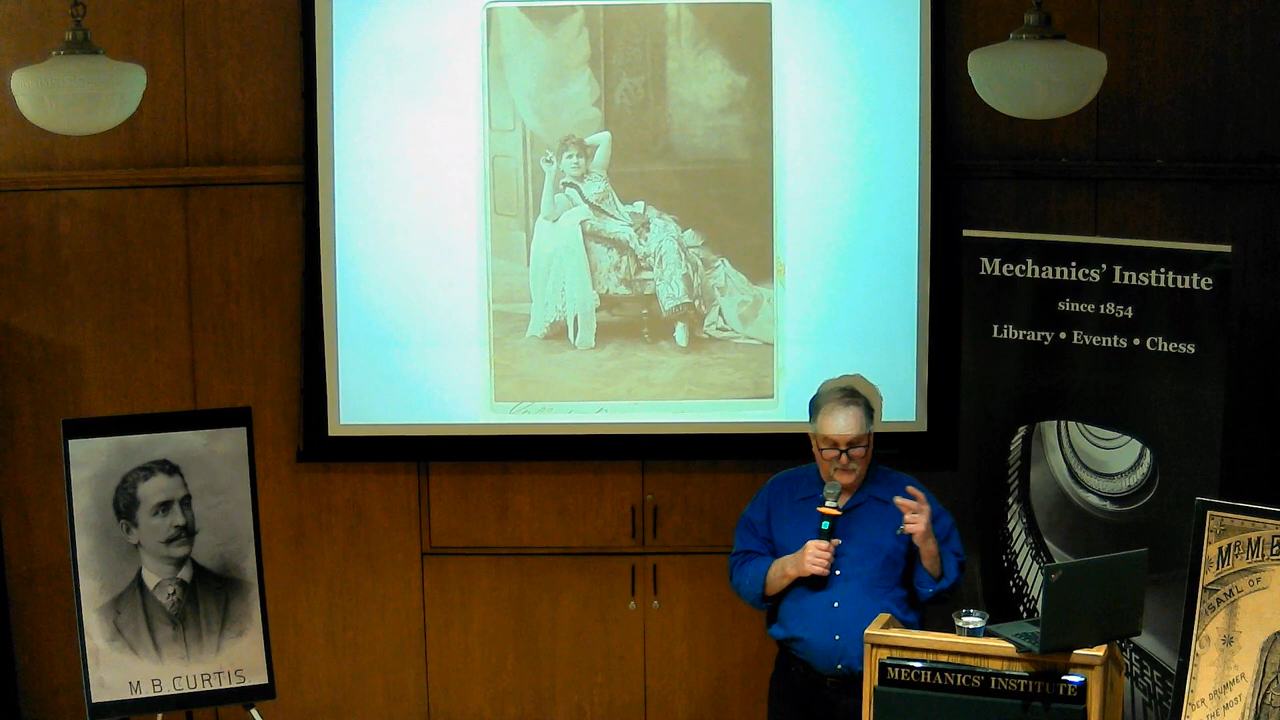 Mechanics' Institute
since 1854
Library • Events • Chess
M.B. CURTIS
MECHANICS' INSTITUTE
MR M.B
SAML OF
"DER DRUMMER
THE MOST